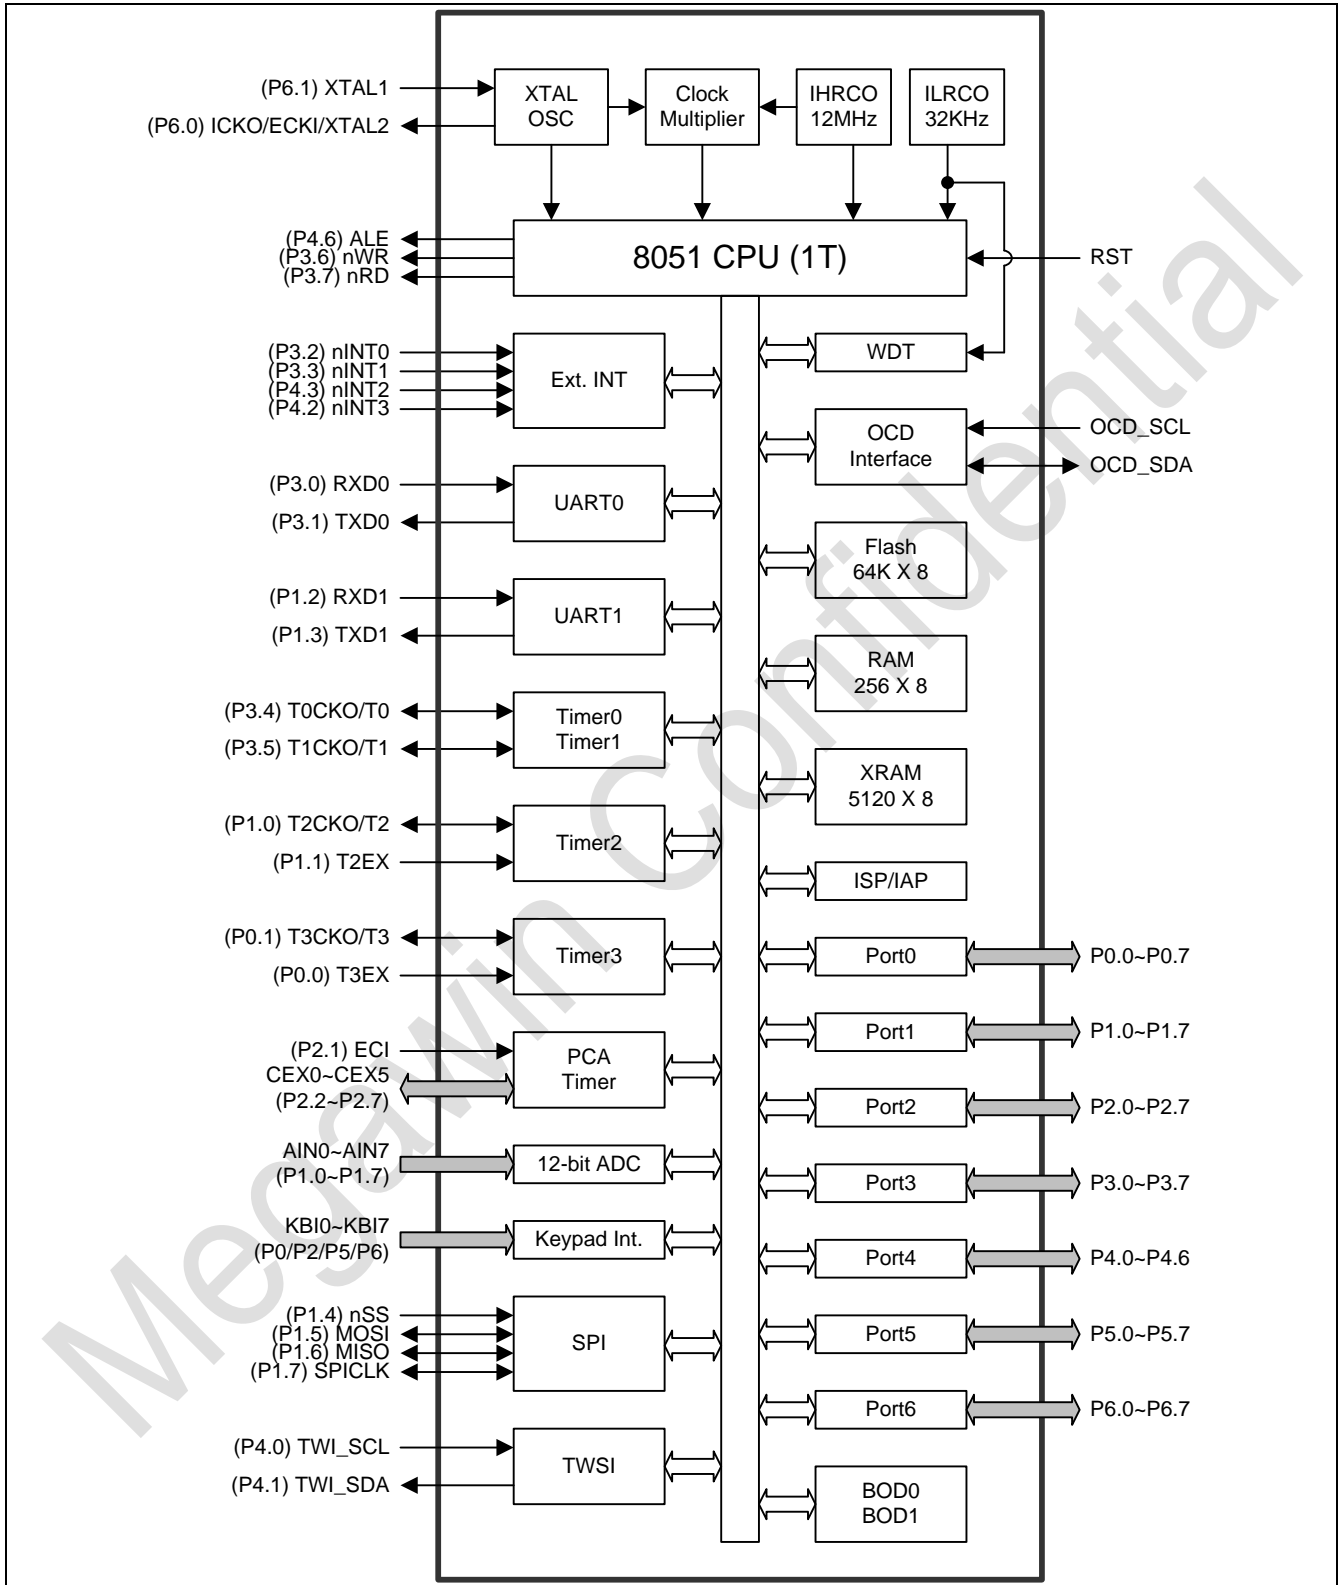 (P6.1) XTAL1
(P6.0) ICKO/ECKI/XTAL2
XTAL
OSC
Clock
Multiplier
IHRCO
12MHz
ILRCO
32KHz
(P4.6) ALE
(P3.6) nWR
(P3.7) nRD
8051 CPU (1T)
RST
(P3.2) nINT0
(P3.3) nINT1
(P4.3) nINT2
(P4.2) nINT3
Ext. INT
WDT
OCD
Interface
OCD_SCL
OCD_SDA
(P3.0) RXD0
(P3.1) TXD0
UART0
Flash
64K X 8
(P1.2) RXD1
(P1.3) TXD1
UART1
RAM
256 X 8
(P3.4) T0CKO/T0
(P3.5) T1CKO/T1
Timer0
Timer1
XRAM
5120 X 8
(P1.0) T2CKO/T2
(P1.1) T2EX
Timer2
ISP/IAP
(P0.1) T3CKO/T3
(P0.0) T3EX
Timer3
Port0
P0.0~P0.7
Port1
P1.0~P1.7
(P2.1) ECI
CEX0~CEX5
(P2.2~P2.7)
PCA
Timer
Port2
P2.0~P2.7
AIN0~AIN7
(P1.0~P1.7)
12-bit ADC
Port3
P3.0~P3.7
KBI0~KBI7
(P0/P2/P5/P6)
Keypad Int.
Port4
P4.0~P4.6
(P1.4) nSS
(P1.5) MOSI
(P1.6) MISO
(P1.7) SPICLK
SPI
Port5
P5.0~P5.7
Port6
P6.0~P6.7
(P4.0) TWI_SCL
(P4.1) TWI_SDA
TWSI
BOD0
BOD1
Megawin Confidential